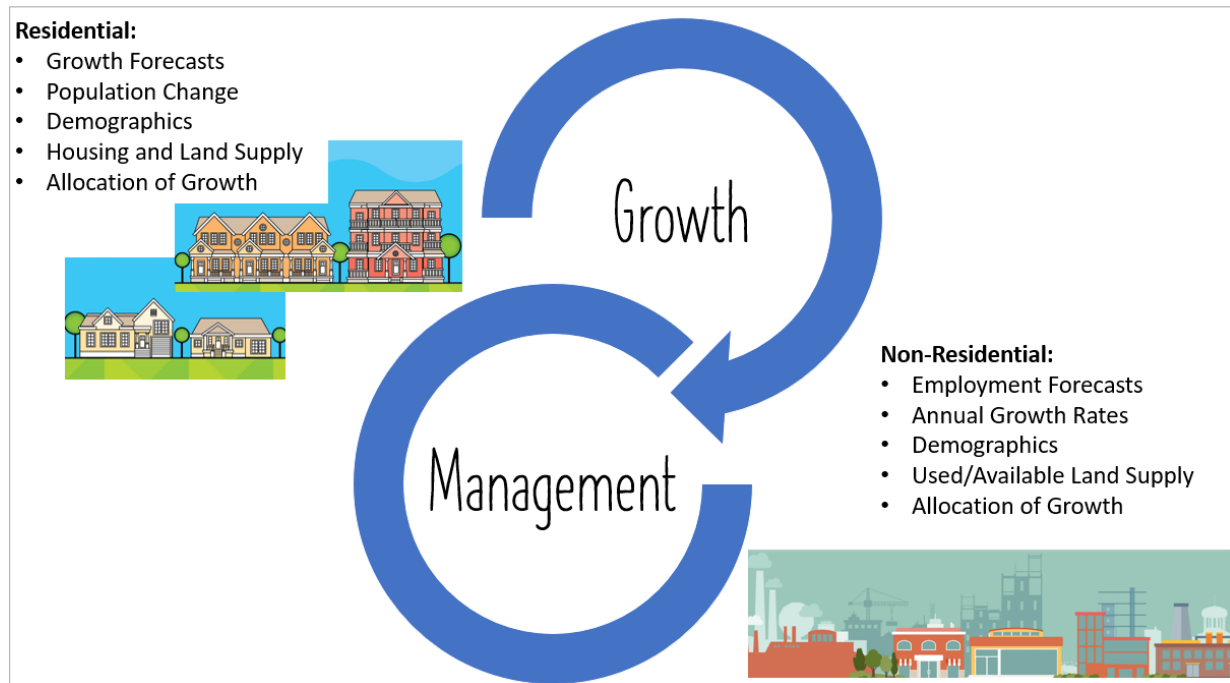 Residential:
• Growth Forecasts
• Population Change
• Demographics
• Housing and Land Supply
• Allocation of Growth
Growth
Management
Non-Residential:
• Employment Forecasts
• Annual Growth Rates
• Demographics
• Used/Available Land Supply
• Allocation of Growth